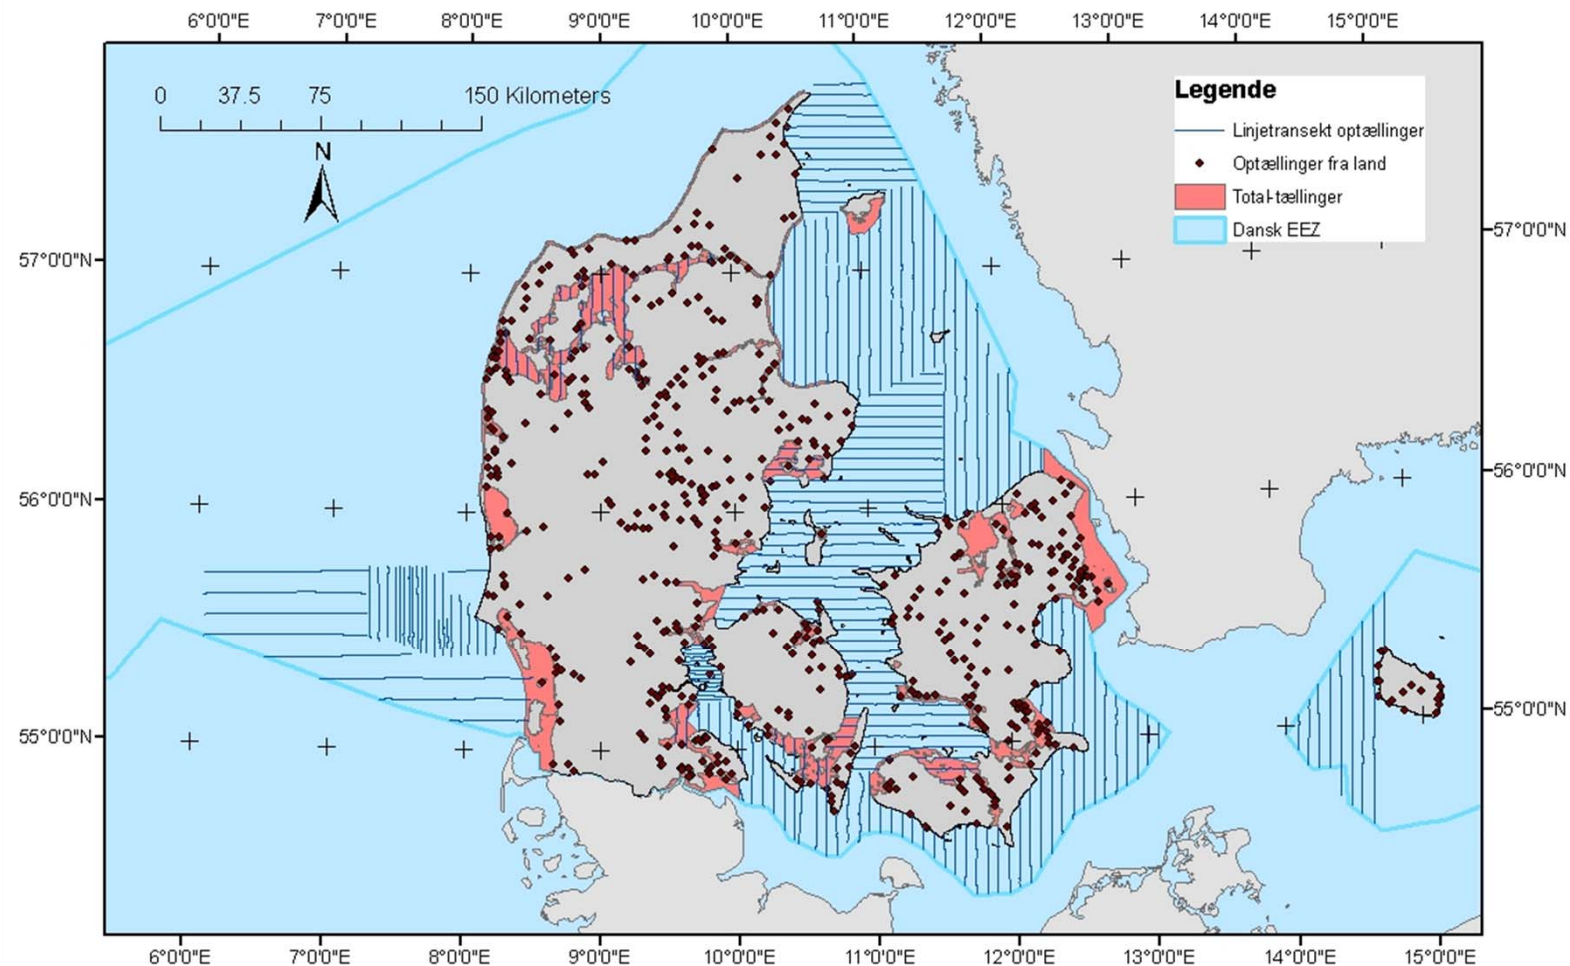 6°0'0"E 7°0'0"E 8°0'0"E 9°0'0"E 10°0'0"E 11°0'0"E 12°0'0"E 13°0'0"E 14°0'0"E 15°0'0"E
0 37.5 75 150 Kilometers
N
Legende
Linjetransekt optællinger
Optællinger fra land
Total-tællinger
Dansk EEZ
57°0'0"N 57°0'0"N
56°0'0"N 56°0'0"N
55°0'0"N 55°0'0"N
6°0'0"E 7°0'0"E 8°0'0"E 9°0'0"E 10°0'0"E 11°0'0"E 12°0'0"E 13°0'0"E 14°0'0"E 15°0'0"E